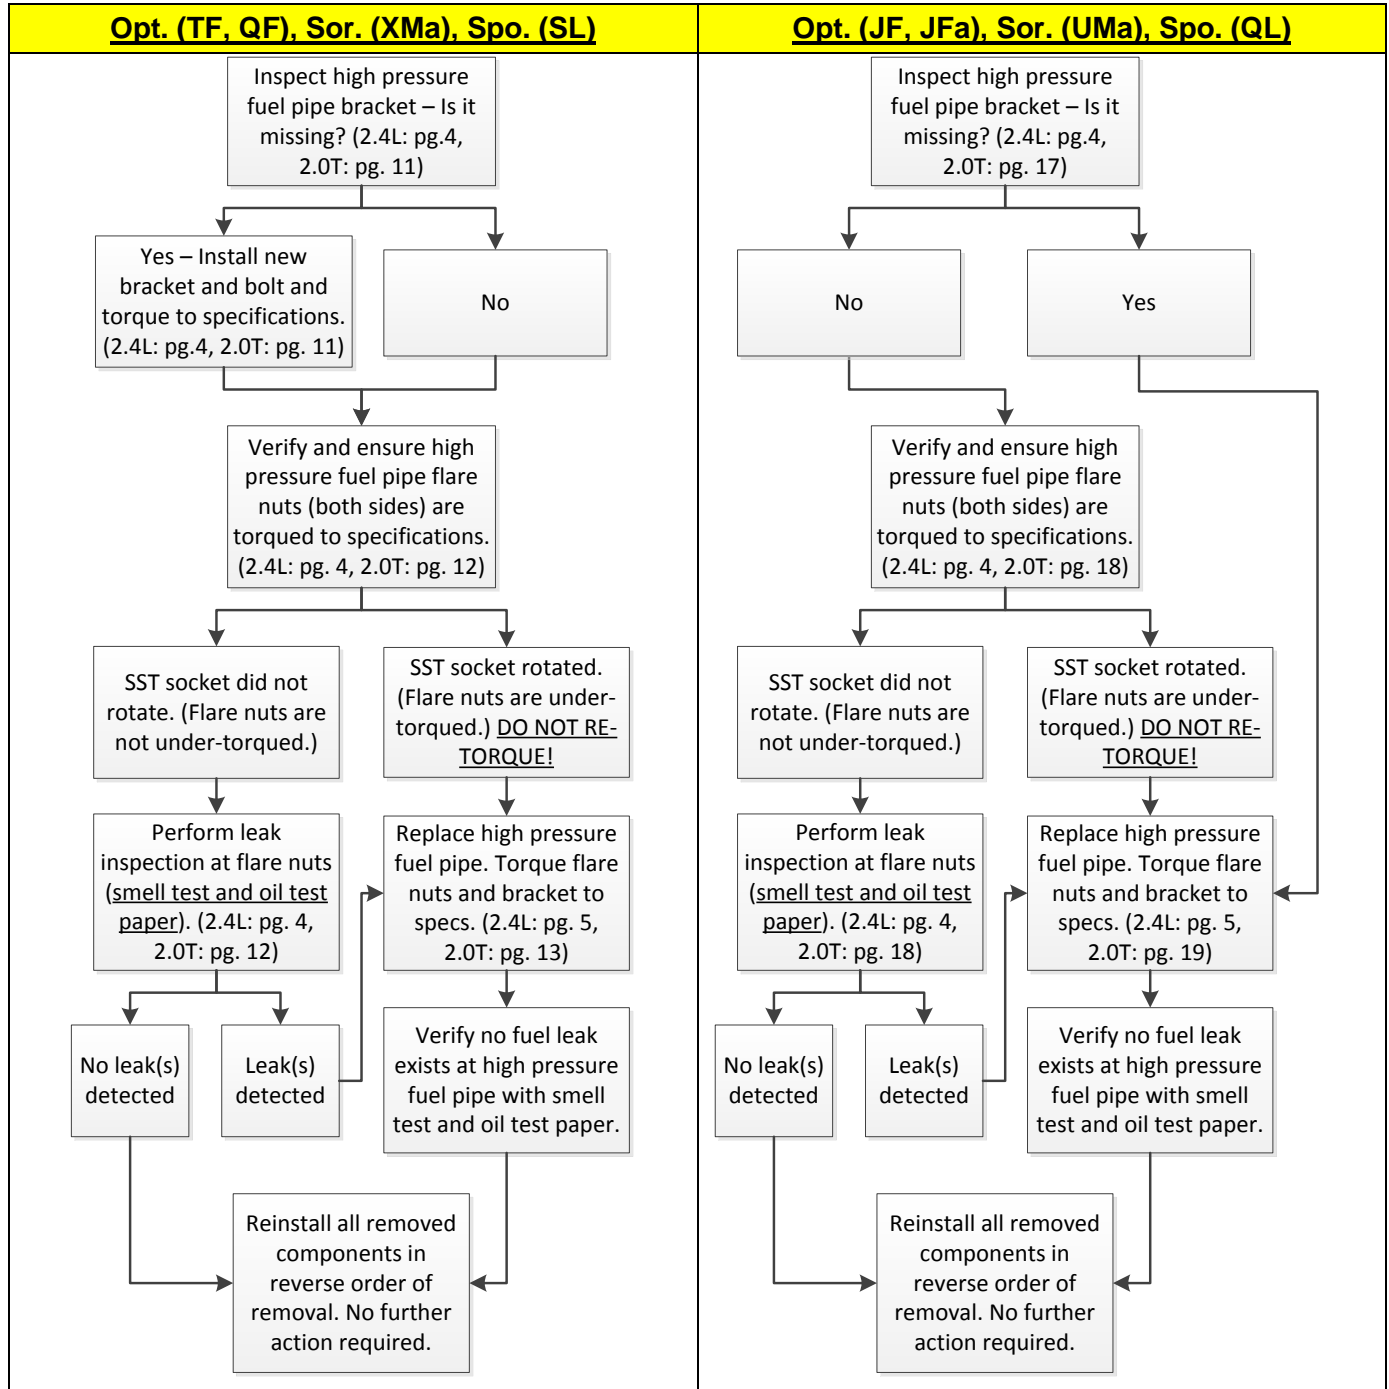 Opt. (TF, QF), Sor. (XMa), Spo. (SL)
Inspect high pressure
fuel pipe bracket – Is it
missing? (2.4L: pg.4,
2.0T: pg. 11)
Yes – Install new
bracket and bolt and
torque to specifications.
(2.4L: pg.4, 2.0T: pg. 11)
No
Verify and ensure high
pressure fuel pipe flare
nuts (both sides) are
torqued to specifications.
(2.4L: pg. 4, 2.0T: pg. 12)
SST socket did not
rotate. (Flare nuts are
not under-torqued.)
SST socket rotated.
(Flare nuts are under-
torqued.) DO NOT RE-
TORQUE!
Perform leak
inspection at flare nuts
(smell test and oil test
paper). (2.4L: pg. 4,
2.0T: pg. 12)
Replace high pressure
fuel pipe. Torque flare
nuts and bracket to
specs. (2.4L: pg. 5,
2.0T: pg. 13)
No leak(s)
detected
Leak(s)
detected
Verify no fuel leak
exists at high pressure
fuel pipe with smell
test and oil test paper.
Reinstall all removed
components in
reverse order of
removal. No further
action required.
Opt. (JF, JFa), Sor. (UMa), Spo. (QL)
Inspect high pressure
fuel pipe bracket – Is it
missing? (2.4L: pg.4,
2.0T: pg. 17)
No
Yes
Verify and ensure high
pressure fuel pipe flare
nuts (both sides) are
torqued to specifications.
(2.4L: pg. 4, 2.0T: pg. 18)
SST socket did not
rotate. (Flare nuts are
not under-torqued.)
SST socket rotated.
(Flare nuts are under-
torqued.) DO NOT RE-
TORQUE!
Perform leak
inspection at flare nuts
(smell test and oil test
paper). (2.4L: pg. 4,
2.0T: pg. 18)
Replace high pressure
fuel pipe. Torque flare
nuts and bracket to
specs. (2.4L: pg. 5,
2.0T: pg. 19)
No leak(s)
detected
Leak(s)
detected
Verify no fuel leak
exists at high pressure
fuel pipe with smell
test and oil test paper.
Reinstall all removed
components in
reverse order of
removal. No further
action required.